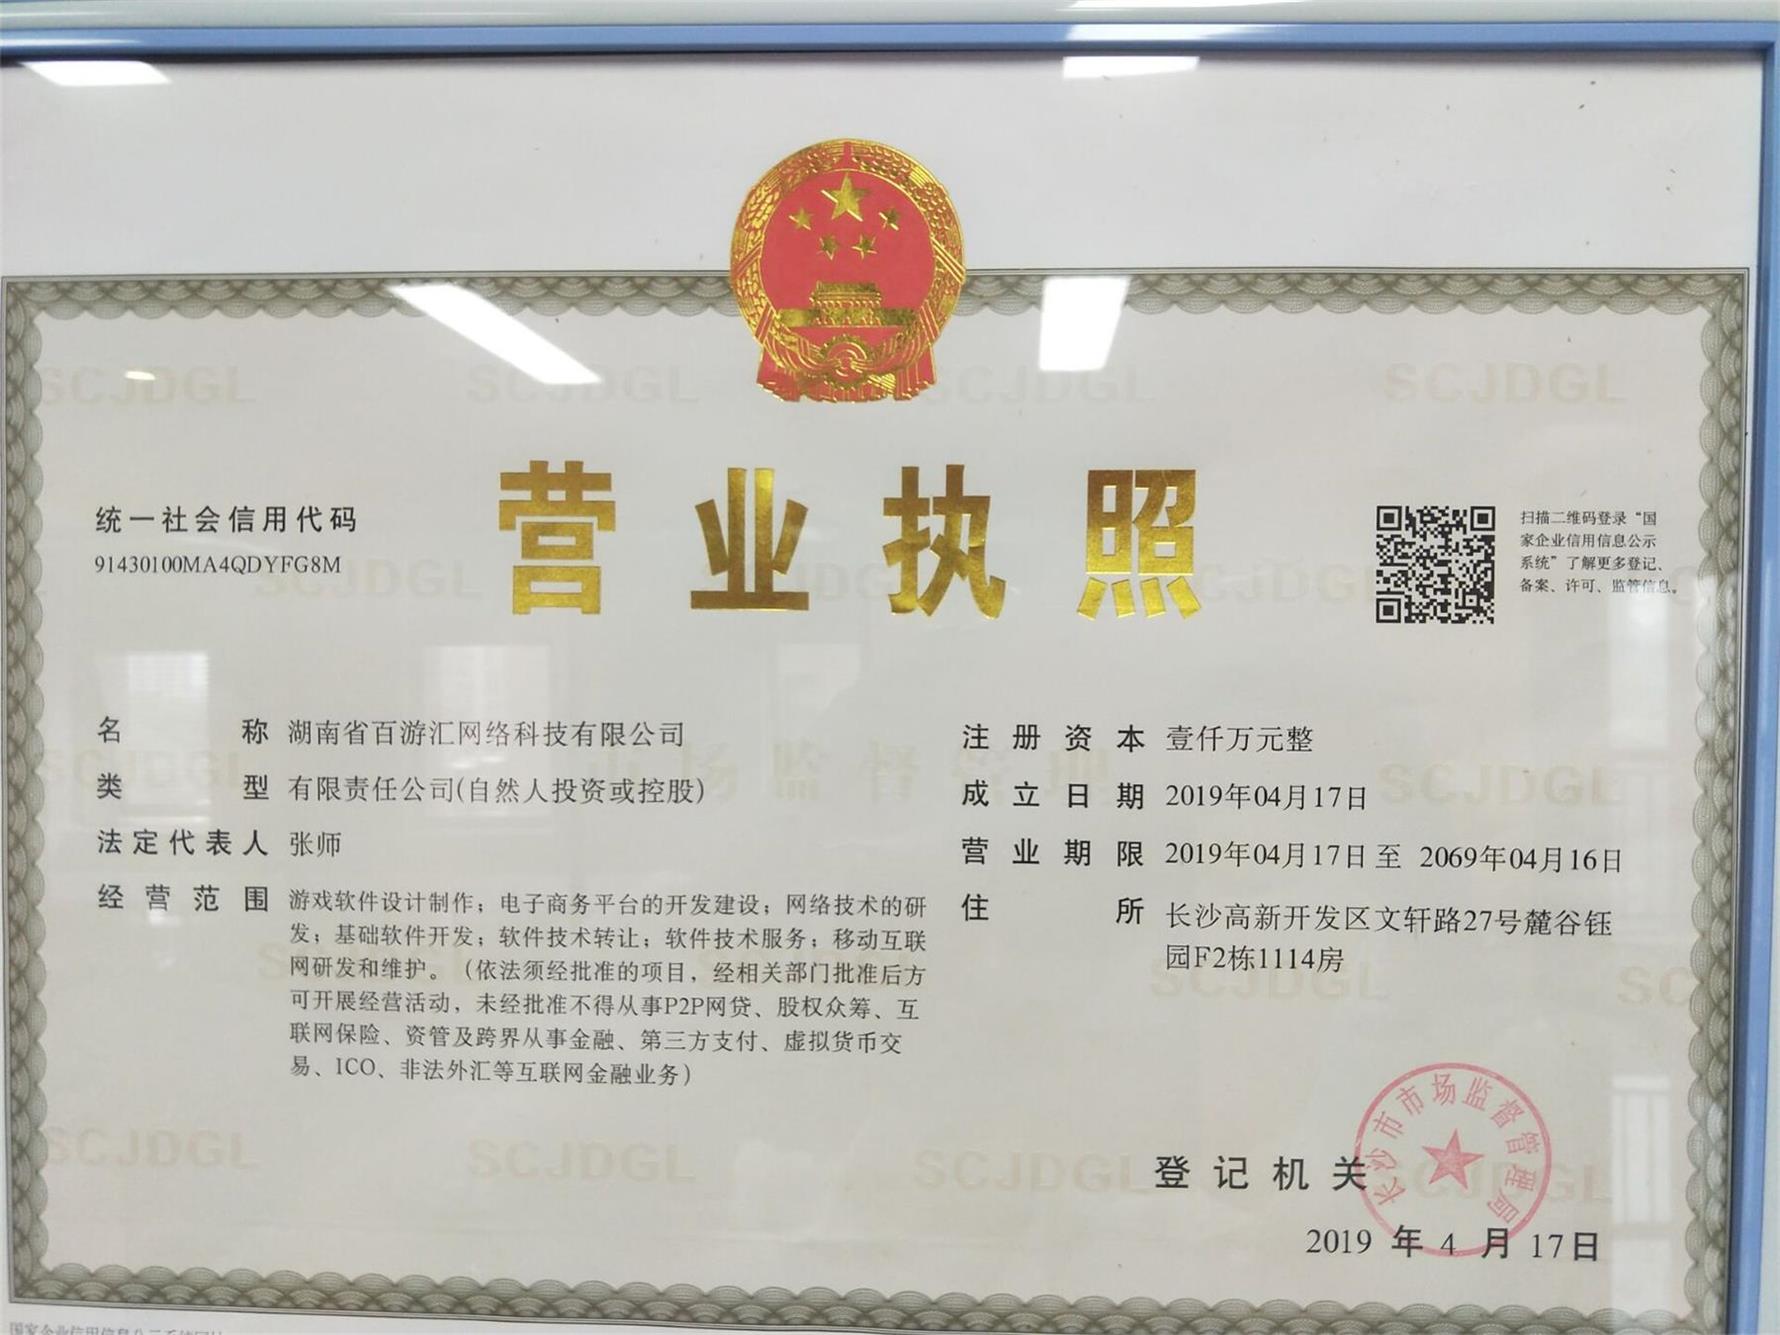 营业执照
统一社会信用代码
91430100MA4QDYFG8M
扫描二维码登录“国
家企业信用信息公示
系统”了解更多登记、
备案、许可、监管信息。
名称 湖南省百游汇网络科技有限公司
类型 有限责任公司(自然人投资或控股)
法定代表人 张师
经营范围 游戏软件设计制作；电子商务平台的开发建设；网络技术的研
发；基础软件开发；软件技术转让；软件技术服务；移动互联
网研发和维护。（依法须经批准的项目，经相关部门批准后方
可开展经营活动，未经批准不得从事P2P网贷、股权众筹、互
联网保险、资管及跨界从事金融、第三方支付、虚拟货币交
易、ICO、非法外汇等互联网金融业务）
注册资本 壹仟万元整
成立日期 2019年04月17日
营业期限 2019年04月17日 至 2069年04月16日
住所 长沙高新开发区文轩路27号麓谷钰
园F2栋1114房
登记机关
长沙市市场监督管理局
2019 年 4 月 17日
SCJDGL
市场监督管理